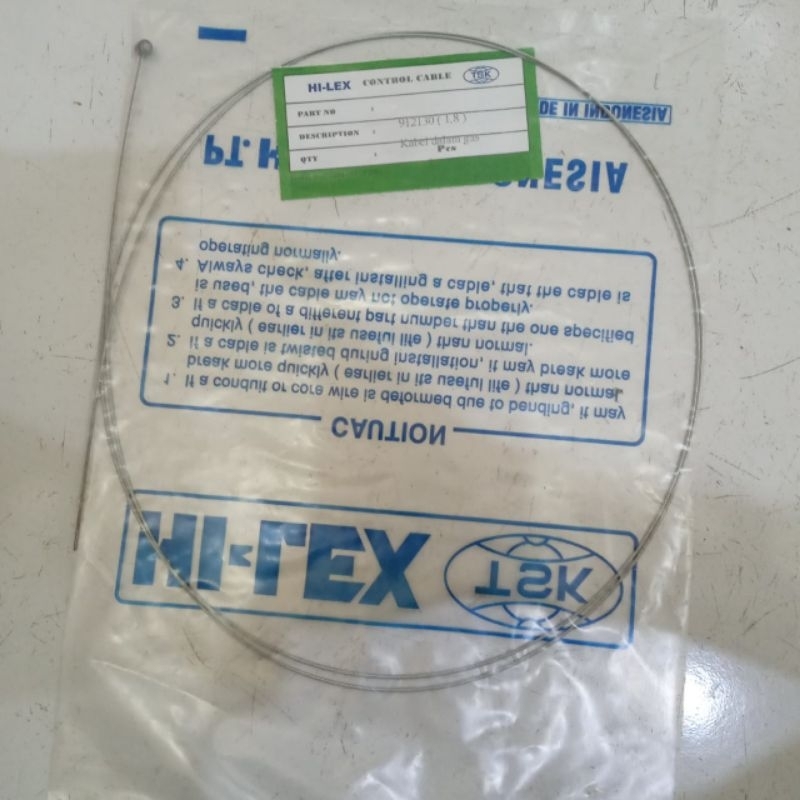 HI-LEX CONTROL CABLE TSK
PART NO :
912130 ( 1,8 )
DESCRIPTION :
Kabel dalam gas
QTY : Pcs
HI-LEX TSK
CAUTION
1. If a conduit or core wire is deformed due to bending, it may
break more quickly ( earlier in its useful life ) than normal.
2. If a cable is twisted during installation, it may break more
quickly ( earlier in its useful life ) than normal.
3. If a cable of a different part number than the one specified
is used, the cable may not operate properly.
4. Always check, after installing a cable, that the cable is
operating normally.
PT. H ONESIA
DE IN INDONESIA